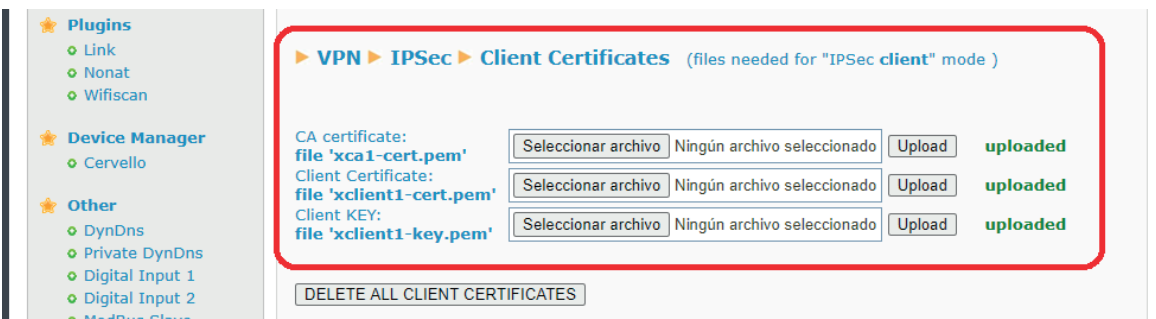 Plugins
Link
Nonat
Wifiscan
Device Manager
Cervello
Other
DynDns
Private DynDns
Digital Input 1
Digital Input 2
ModBus Slave
VPN IPSec Client Certificates (files needed for "IPSec client" mode )
CA certificate:
file 'xca1-cert.pem' Seleccionar archivo Ningún archivo seleccionado Upload uploaded
Client Certificate:
file 'xclient1-cert.pem' Seleccionar archivo Ningún archivo seleccionado Upload uploaded
Client KEY:
file 'xclient1-key.pem' Seleccionar archivo Ningún archivo seleccionado Upload uploaded
DELETE ALL CLIENT CERTIFICATES